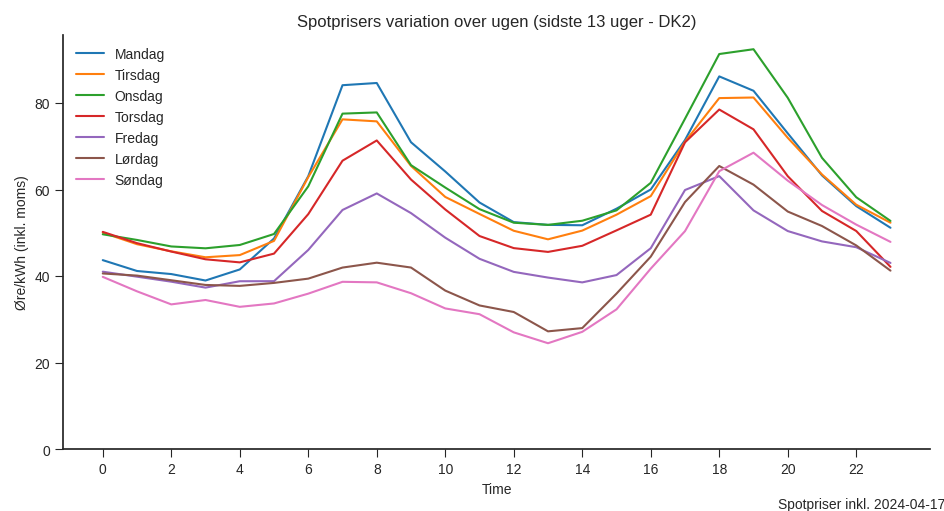 Spotprisers variation over ugen (sidste 13 uger - DK2)
Mandag
Tirsdag
Onsdag
Torsdag
Fredag
Lørdag
Søndag
Øre/kWh (inkl. moms)
80
60
40
20
0
0 2 4 6 8 10 12 14 16 18 20 22
Time
Spotpriser inkl. 2024-04-17